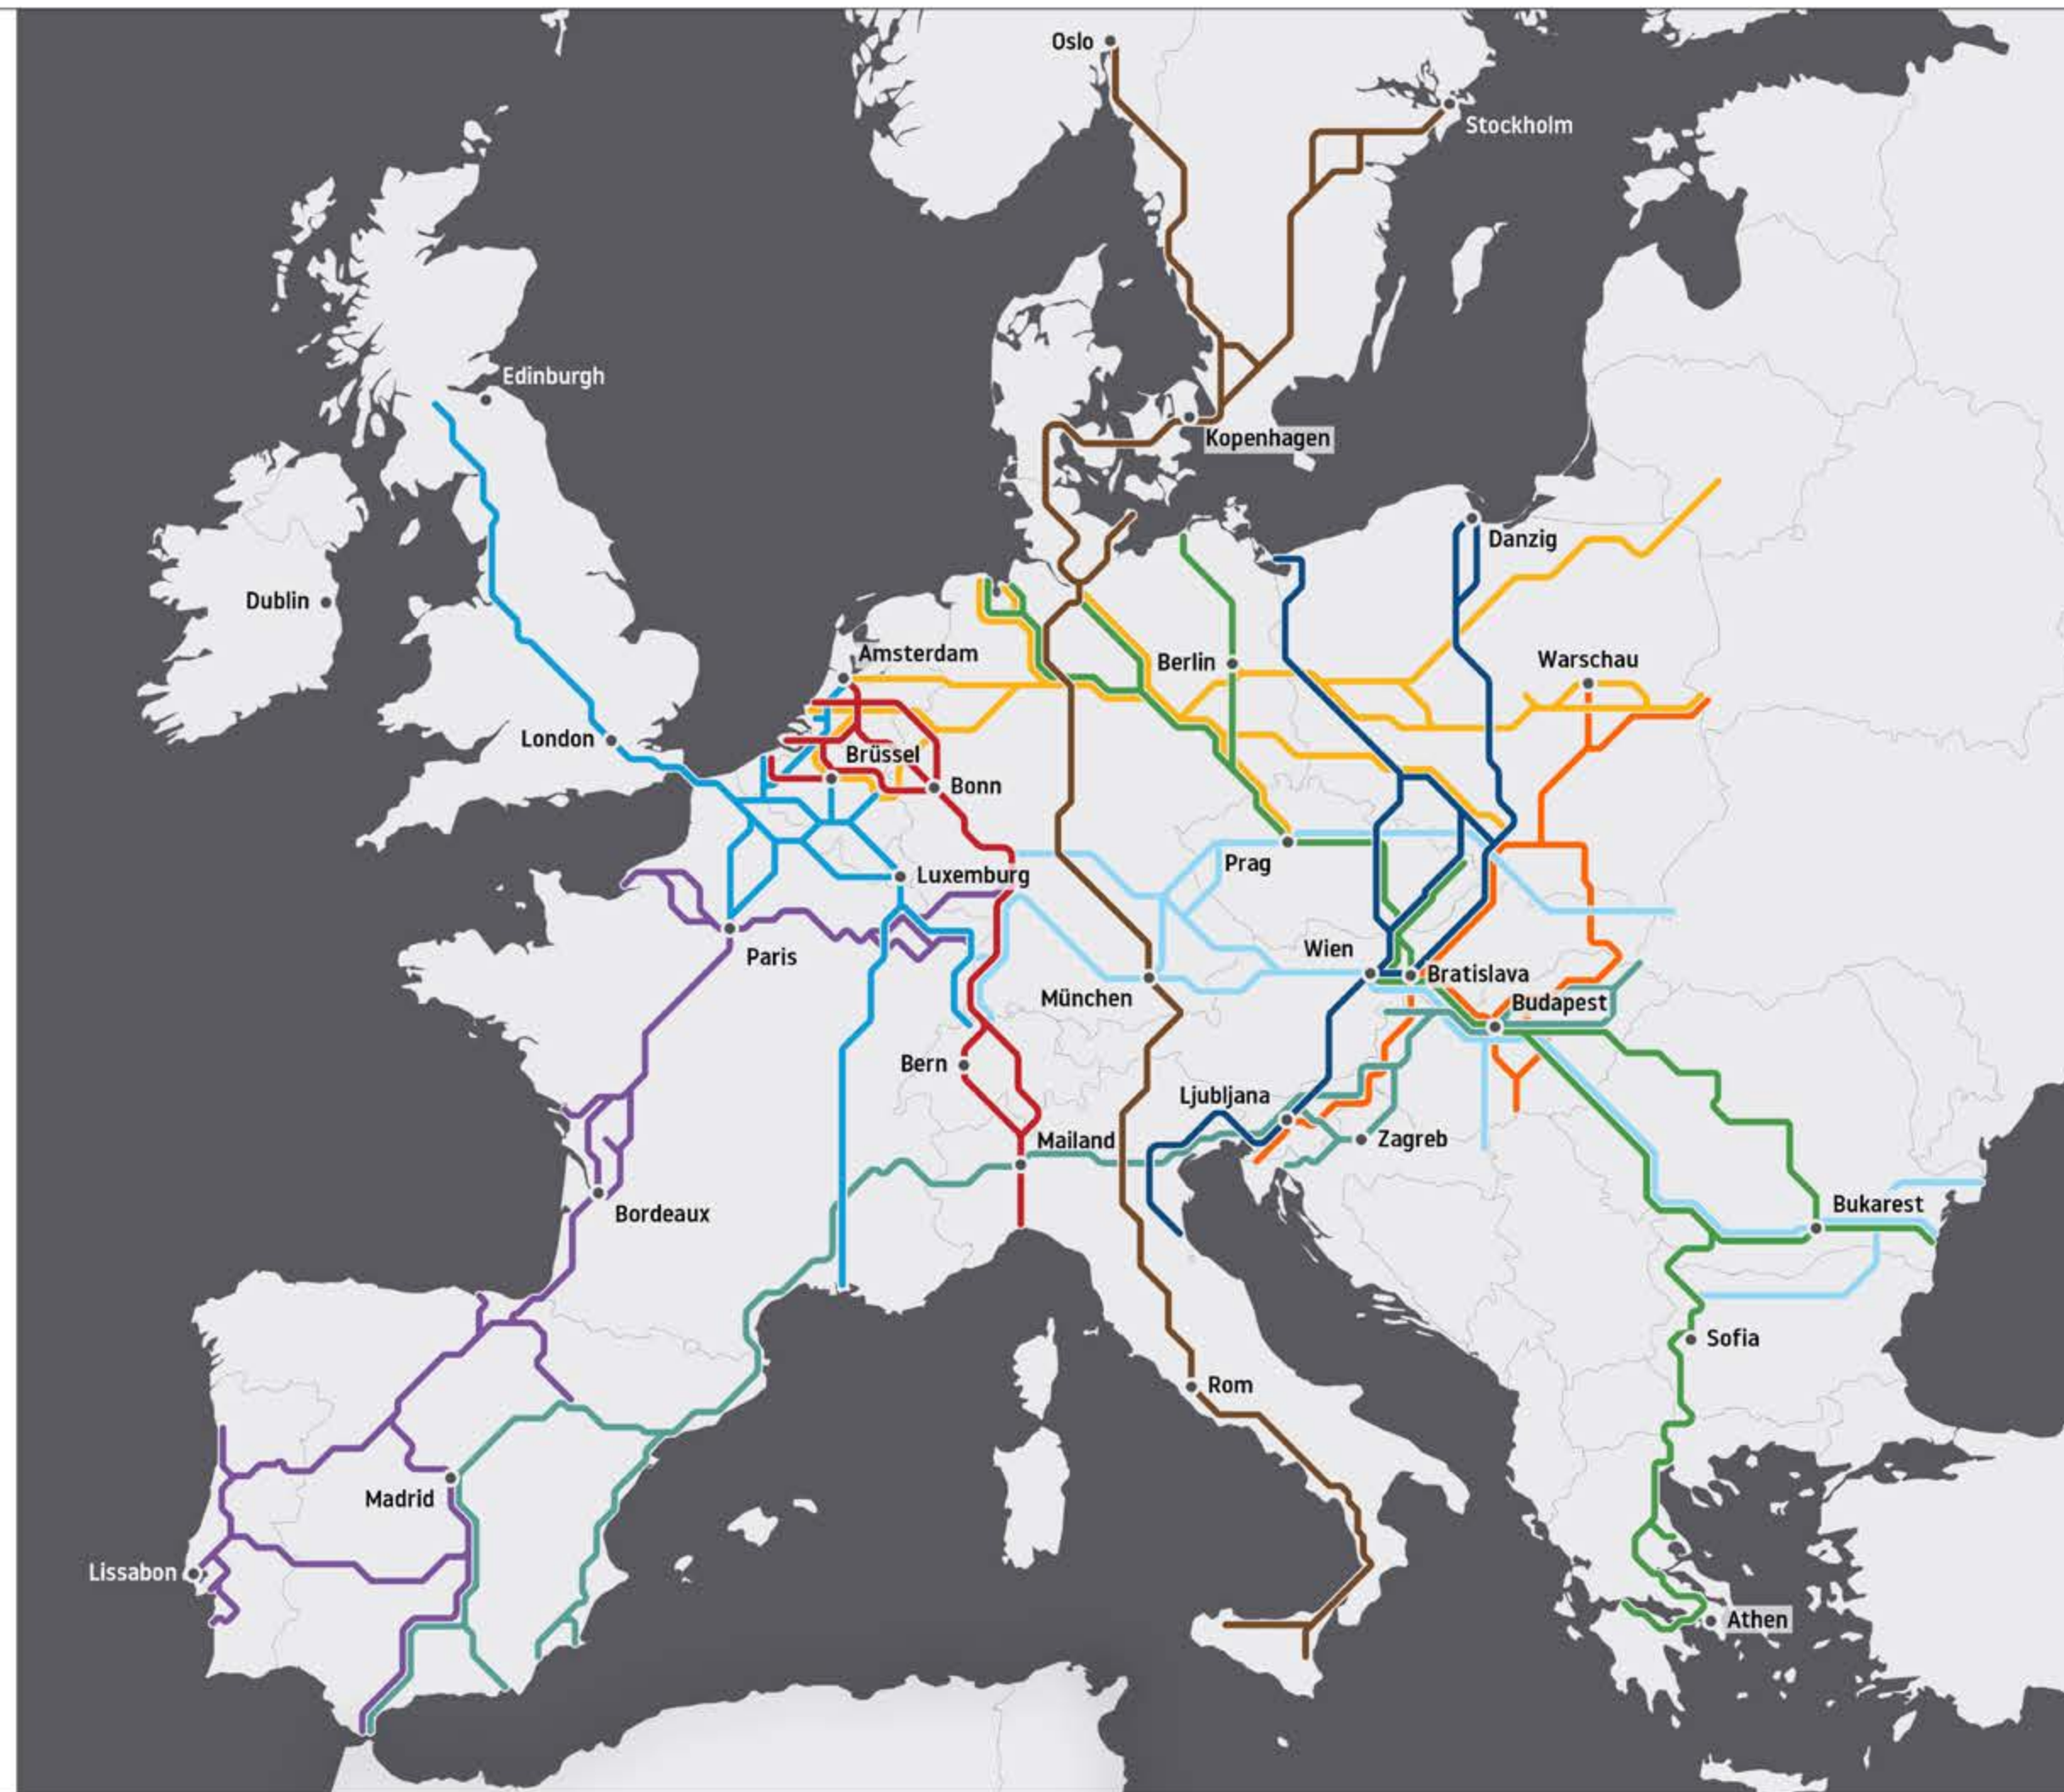 Oslo
Stockholm
Edinburgh
Kopenhagen
Danzig
Dublin
Amsterdam
Berlin
Warschau
London
Brüssel
Bonn
Prag
Luxemburg
Wien
Paris
Bratislava
München
Budapest
Bern
Ljubljana
Mailand
Zagreb
Bordeaux
Bukarest
Sofia
Rom
Madrid
Lissabon
Athen